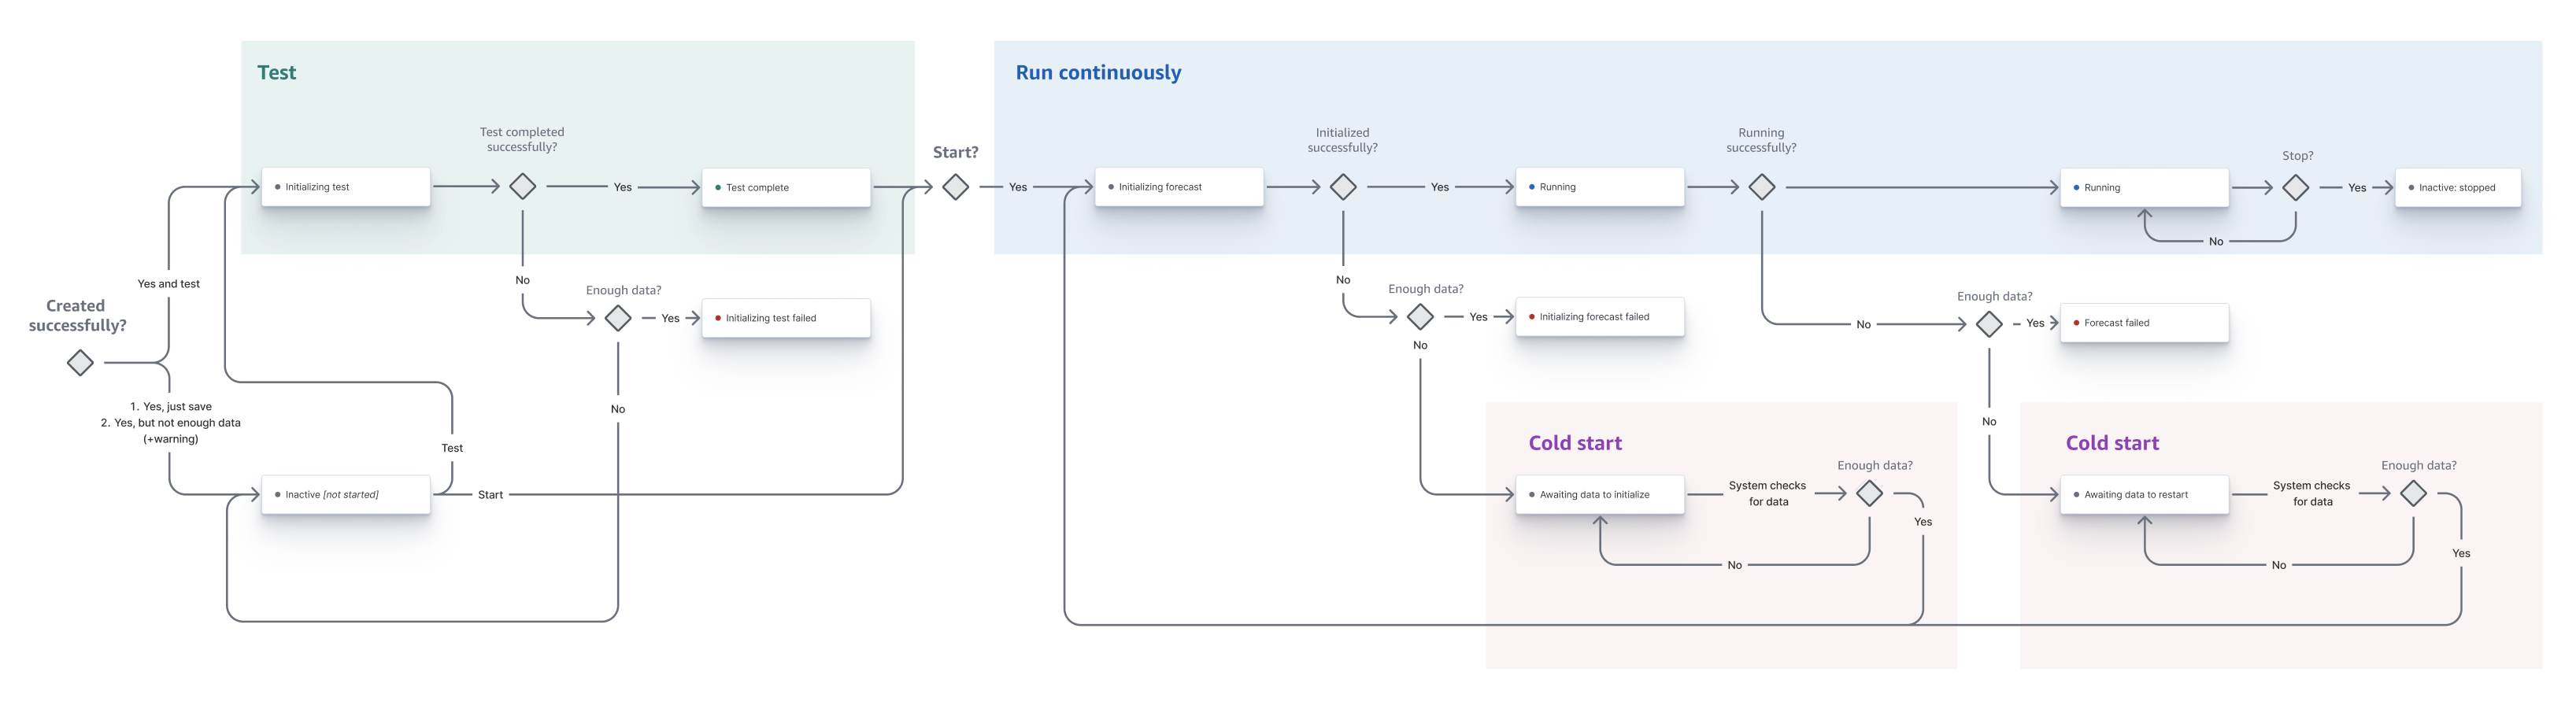 Test
Run continuously
Test completed
successfully?
Start?
Initialized
successfully?
Running
successfully?
Stop?
Initializing test
Yes
Test complete
Yes
Initializing forecast
Yes
Running
Running
Yes
Inactive: stopped
No
No
No
Yes and test
Created
successfully?
Enough data?
Yes
Initializing test failed
Enough data?
Yes
Initializing forecast failed
No
Enough data?
No
Yes
Forecast failed
1. Yes, just save
2. Yes, but not enough data
(+warning)
No
No
Test
Cold start
Cold start
Inactive [not started]
Start
Enough data?
Awaiting data to initialize
System checks
for data
Yes
No
Enough data?
Awaiting data to restart
System checks
for data
Yes
No